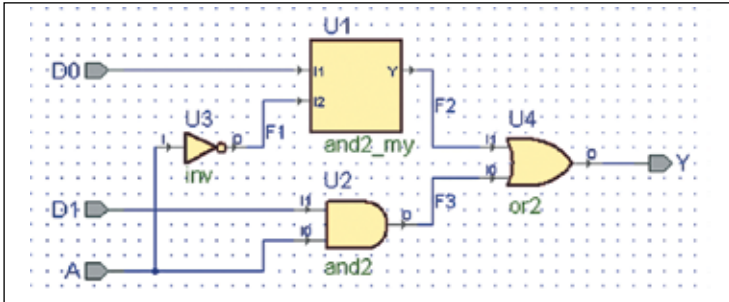 U1
D0
I1
Y
I2
F2
U3
F1
U4
I
O
inv
and2_my
I1
I0
O
Y
U2
or2
D1
I1
O
F3
I0
A
and2